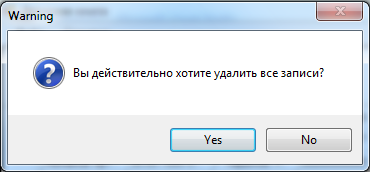 Warning
Вы действительно хотите удалить все записи?
Yes
No